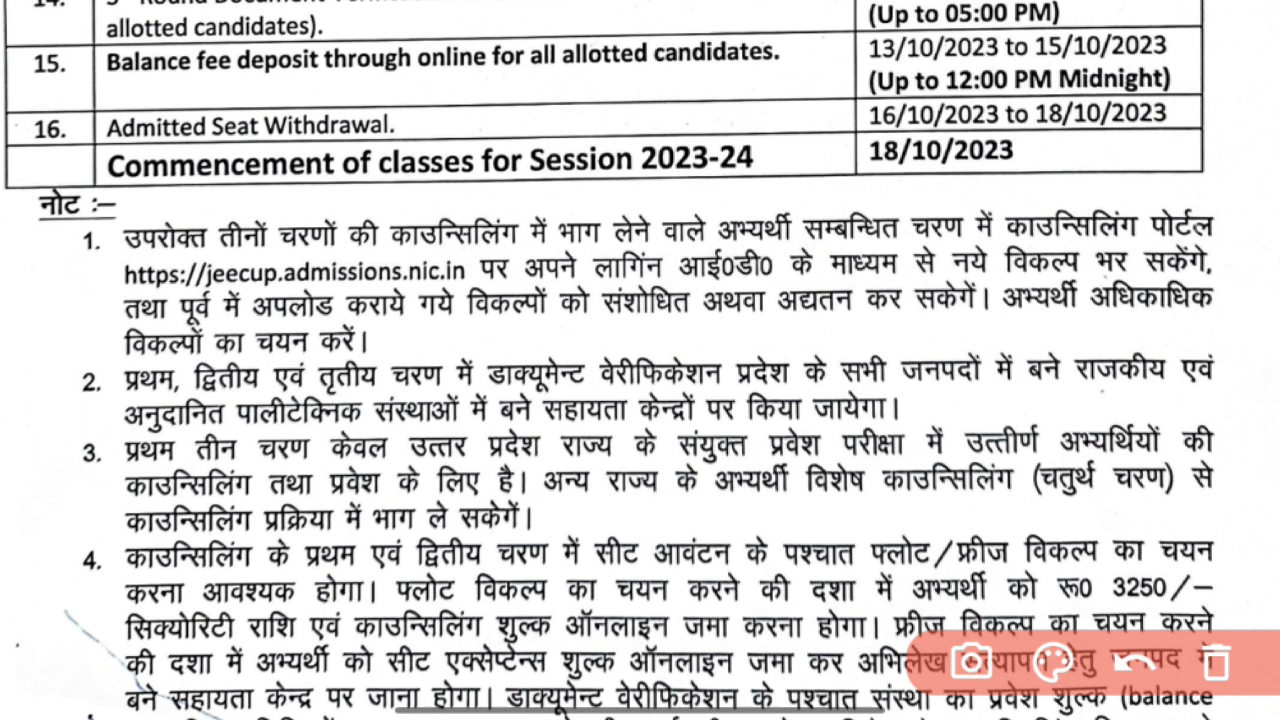 14.
allotted candidates).
(Up to 05:00 PM)
15. Balance fee deposit through online for all allotted candidates. 13/10/2023 to 15/10/2023
(Up to 12:00 PM Midnight)
16. Admitted Seat Withdrawal. 16/10/2023 to 18/10/2023
Commencement of classes for Session 2023-24 18/10/2023
नोट :–
1. उपरोक्त तीनों चरणों की काउन्सिलिंग में भाग लेने वाले अभ्यर्थी सम्बन्धित चरण में काउन्सिलिंग पोर्टल
https://jeecup.admissions.nic.in पर अपने लागिंन आई0डी0 के माध्यम से नये विकल्प भर सकेंगे,
तथा पूर्व में अपलोड कराये गये विकल्पों को संशोधित अथवा अद्यतन कर सकेगें। अभ्यर्थी अधिकाधिक
विकल्पों का चयन करें।
2. प्रथम, द्वितीय एवं तृतीय चरण में डाक्यूमेन्ट वेरीफिकेशन प्रदेश के सभी जनपदों में बने राजकीय एवं
अनुदानित पालीटेक्निक संस्थाओं में बने सहायता केन्द्रों पर किया जायेगा।
3. प्रथम तीन चरण केवल उत्तर प्रदेश राज्य के संयुक्त प्रवेश परीक्षा में उत्तीर्ण अभ्यर्थियों की
काउन्सिलिंग तथा प्रवेश के लिए है। अन्य राज्य के अभ्यर्थी विशेष काउन्सिलिंग (चतुर्थ चरण) से
काउन्सिलिंग प्रक्रिया में भाग ले सकेगें।
4. काउन्सिलिंग के प्रथम एवं द्वितीय चरण में सीट आवंटन के पश्चात फ्लोट/फ्रीज विकल्प का चयन
करना आवश्यक होगा। फ्लोट विकल्प का चयन करने की दशा में अभ्यर्थी को रू0 3250/–
सिक्योरिटी राशि एवं काउन्सिलिंग शुल्क ऑनलाइन जमा करना होगा। फ्रीज विकल्प का चयन करने
की दशा में अभ्यर्थी को सीट एक्सेप्टेन्स शुल्क ऑनलाइन जमा कर अभिलेख सत्यापन हेतु जनपद में
बने सहायता केन्द्र पर जाना होगा। डाक्यूमेन्ट वेरीफिकेशन के पश्चात संस्था का प्रवेश शुल्क (balance